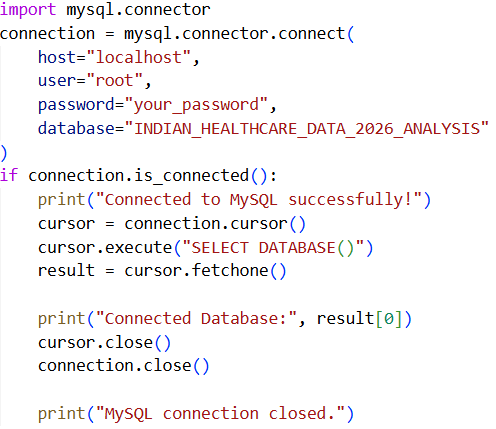 import mysql.connector
connection = mysql.connector.connect(
    host="localhost",
    user="root",
    password="your_password",
    database="INDIAN_HEALTHCARE_DATA_2026_ANALYSIS"
)
if connection.is_connected():
    print("Connected to MySQL successfully!")
    cursor = connection.cursor()
    cursor.execute("SELECT DATABASE()")
    result = cursor.fetchone()

    print("Connected Database:", result[0])
    cursor.close()
    connection.close()

    print("MySQL connection closed.")